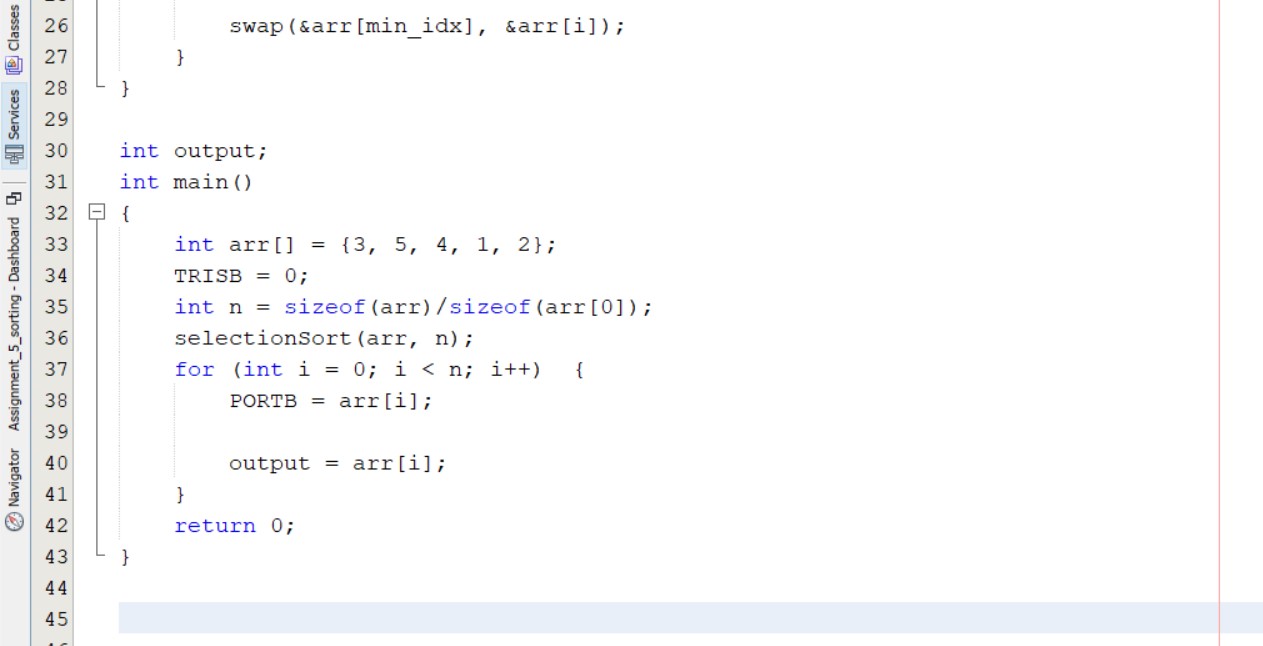 Classes
Services
Assignment_5_sorting - Dashboard
Navigator
26 swap(&arr[min_idx], &arr[i]);
27 }
28 }
29
30 int output;
31 int main()
32 {
33 int arr[] = {3, 5, 4, 1, 2};
34 TRISB = 0;
35 int n = sizeof(arr)/sizeof(arr[0]);
36 selectionSort(arr, n);
37 for (int i = 0; i < n; i++) {
38 PORTB = arr[i];
39
40 output = arr[i];
41 }
42 return 0;
43 }
44
45